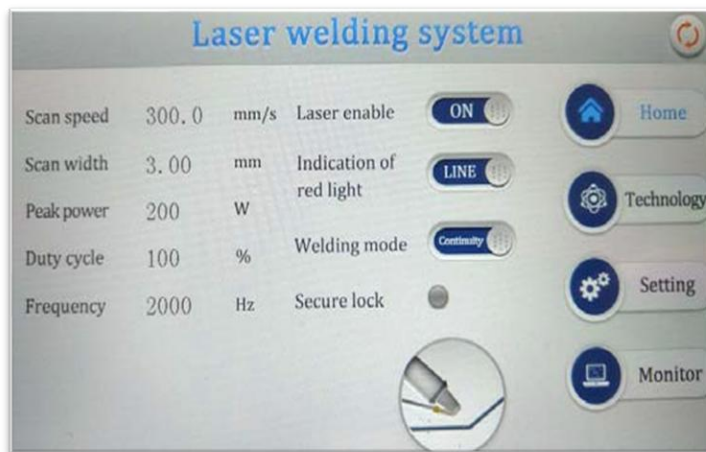 Laser welding system
Scan speed 300.0 mm/s
Scan width 3.00 mm
Peak power 200 W
Duty cycle 100 %
Frequency 2000 Hz
Laser enable ON
Indication of
red light LINE
Welding mode Continuity
Secure lock
Home
Technology
Setting
Monitor